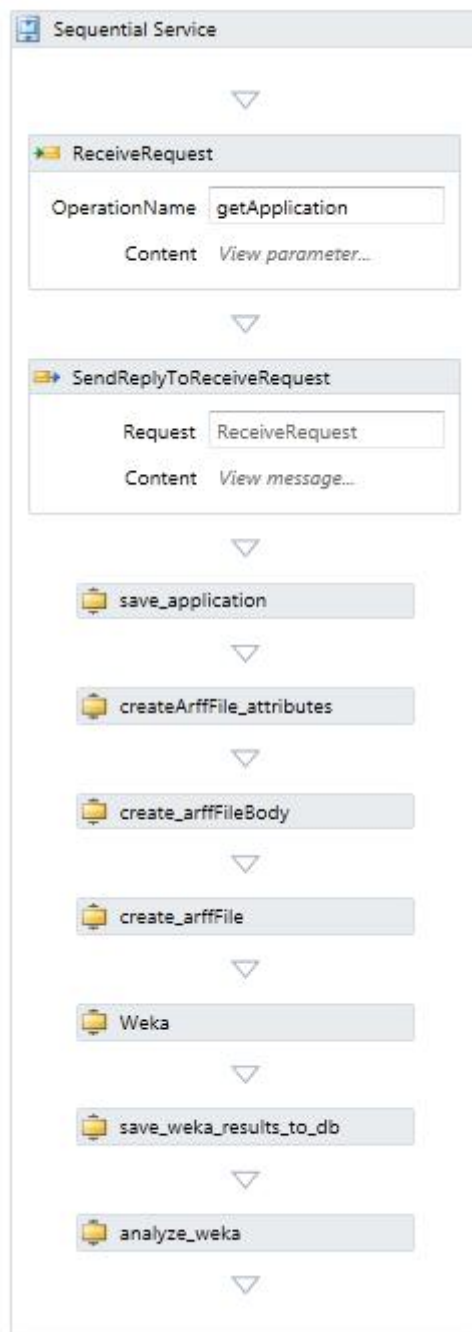 Sequential Service
ReceiveRequest
OperationName getApplication
Content View parameter...
SendReplyToReceiveRequest
Request ReceiveRequest
Content View message...
save_application
createArffFile_attributes
create_arffFileBody
create_arffFile
Weka
save_weka_results_to_db
analyze_weka